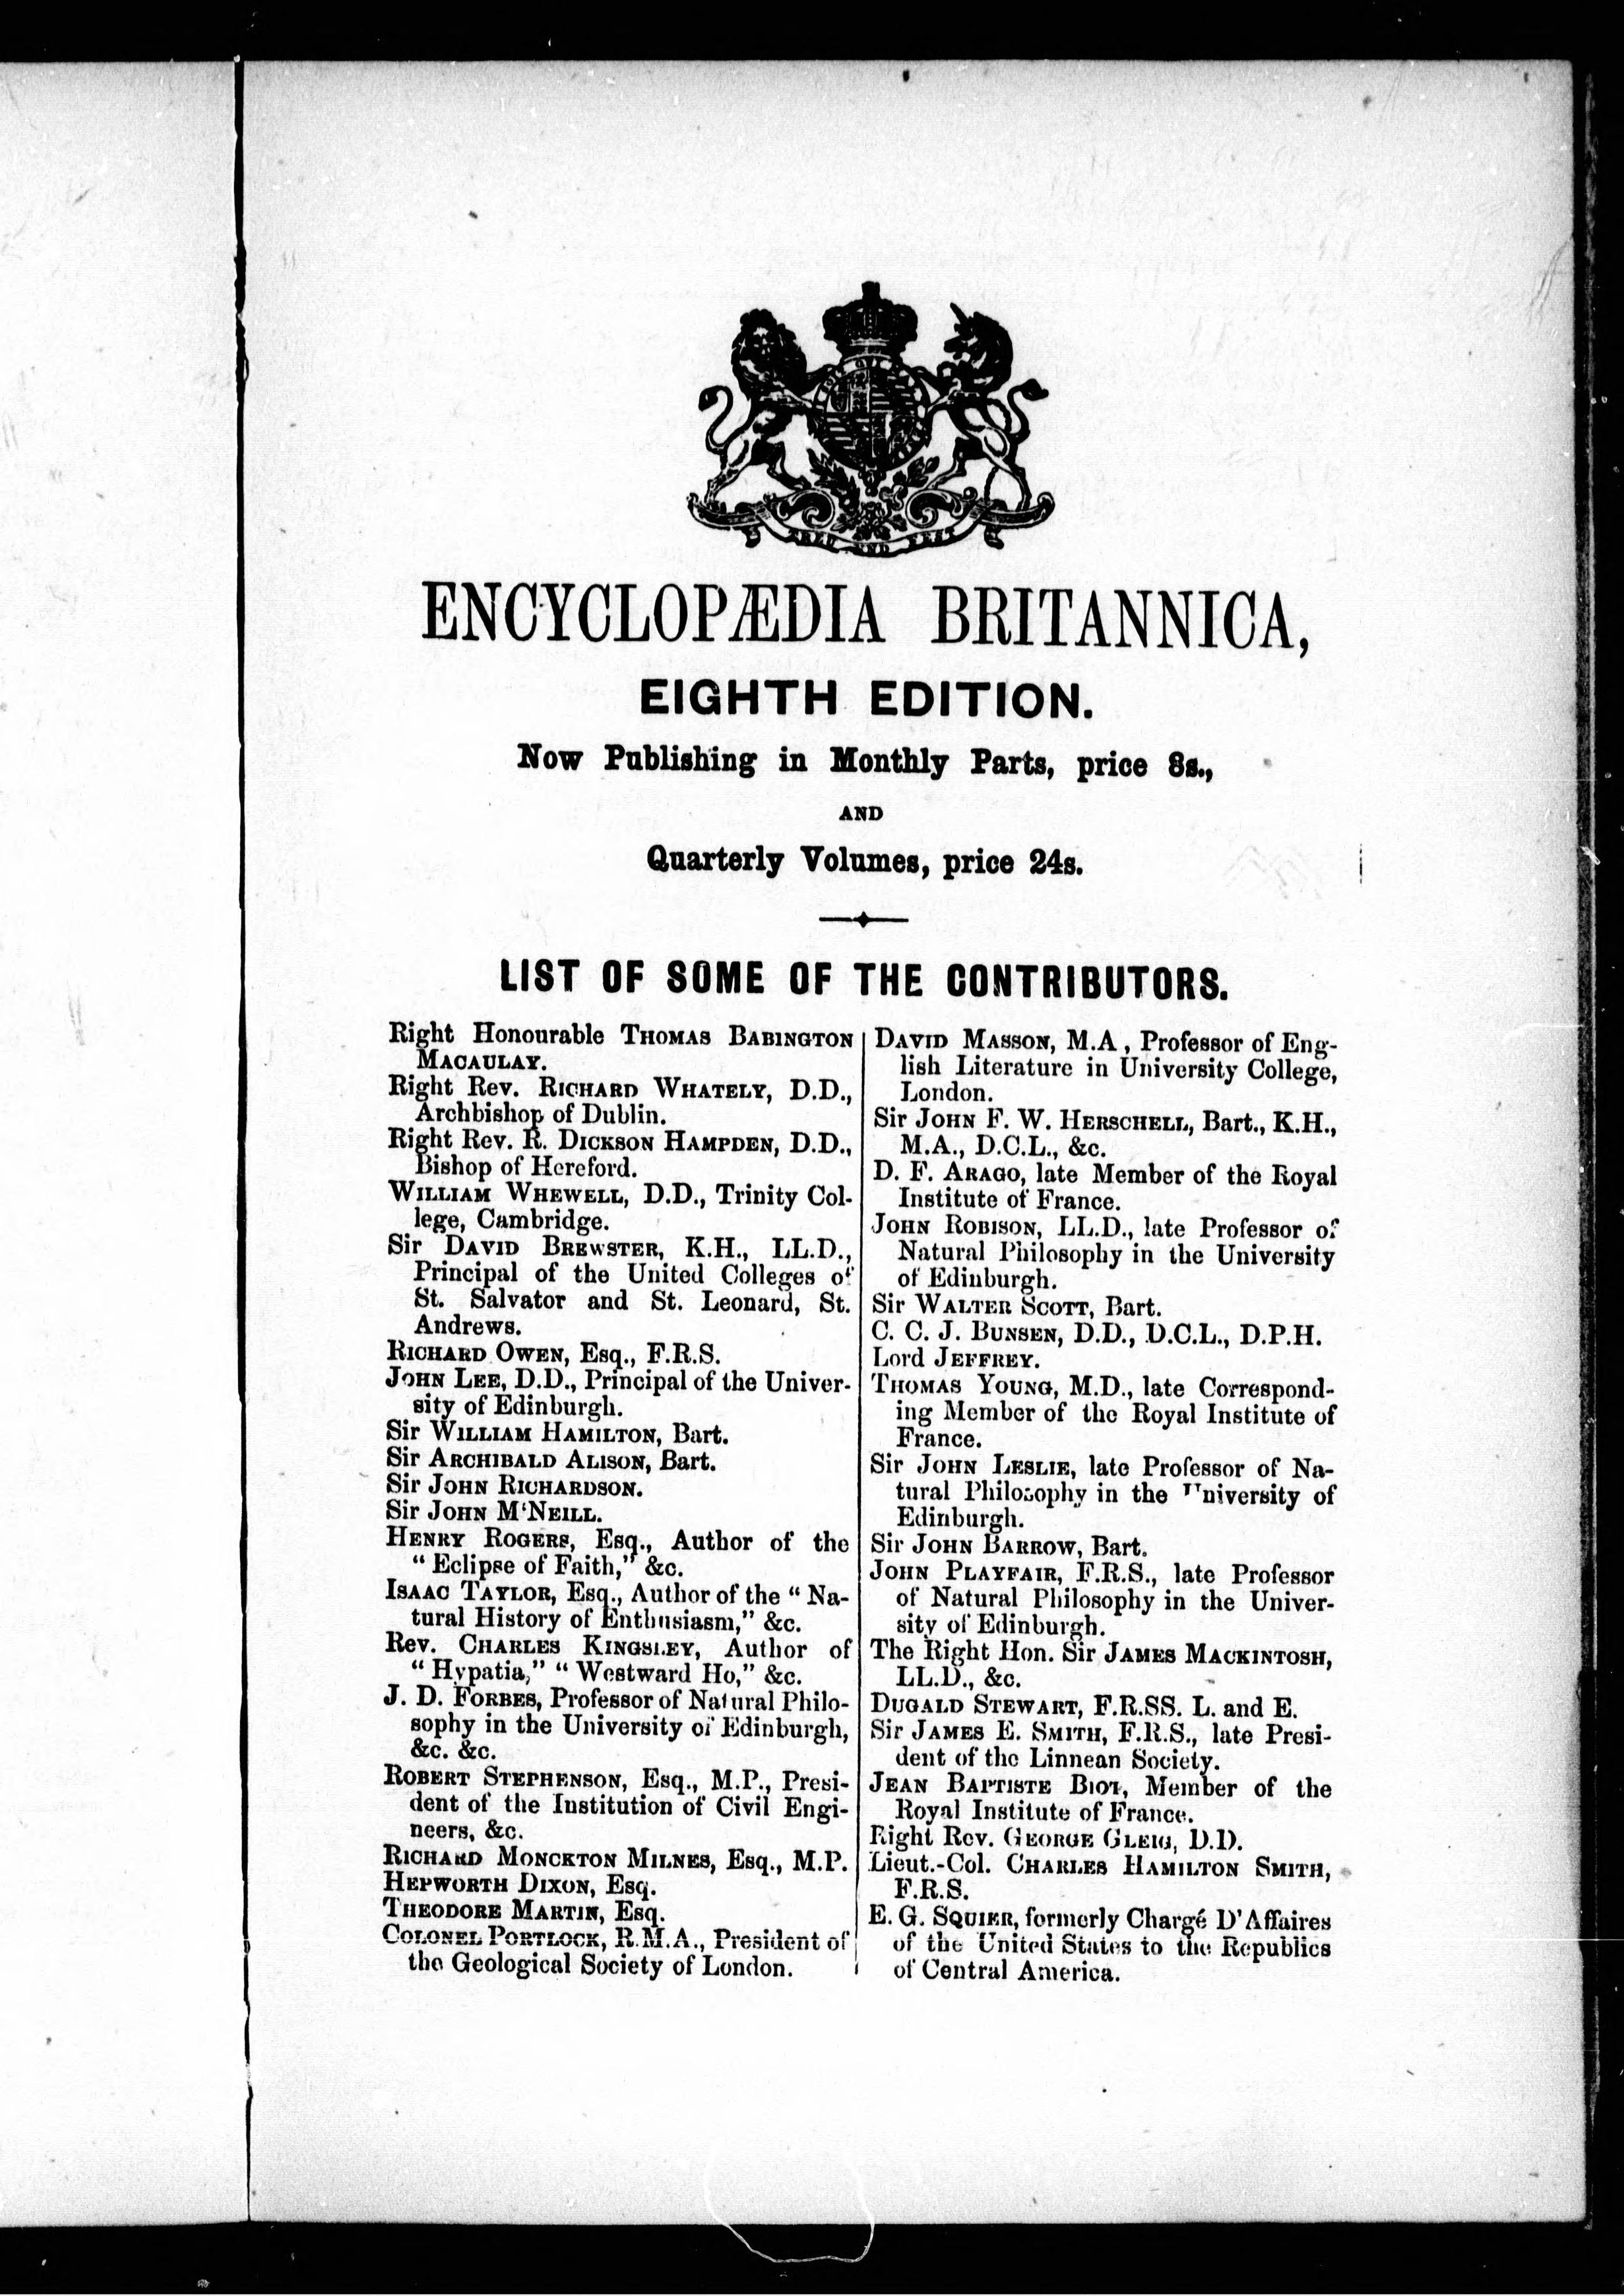 ENCYCLOPÆDIA BRITANNICA,
EIGHTH EDITION.
Now Publishing in Monthly Parts, price 8s.,
AND
Quarterly Volumes, price 24s.
LIST OF SOME OF THE CONTRIBUTORS.
Right Honourable THOMAS BABINGTON
MACAULAY.
Right Rev. RICHARD WHATELY, D.D.,
Archbishop of Dublin.
Right Rev. R. DICKSON HAMPDEN, D.D.,
Bishop of Hereford.
WILLIAM WHEWELL, D.D., Trinity Col-
lege, Cambridge.
Sir DAVID BREWSTER, K.H., LL.D.,
Principal of the United Colleges of
St. Salvator and St. Leonard, St.
Andrews.
RICHARD OWEN, Esq., F.R.S.
JOHN LEE, D.D., Principal of the Univer-
sity of Edinburgh.
Sir WILLIAM HAMILTON, Bart.
Sir ARCHIBALD ALISON, Bart.
Sir JOHN RICHARDSON.
Sir JOHN M'NEILL.
HENRY ROGERS, Esq., Author of the
"Eclipse of Faith," &c.
ISAAC TAYLOR, Esq., Author of the "Na-
tural History of Enthusiasm," &c.
Rev. CHARLES KINGSLEY, Author of
"Hypatia," "Westward Ho," &c.
J. D. FORBES, Professor of Natural Philo-
sophy in the University of Edinburgh,
&c. &c.
ROBERT STEPHENSON, Esq., M.P., Presi-
dent of the Institution of Civil Engi-
neers, &c.
RICHARD MONCKTON MILNES, Esq., M.P.
HEPWORTH DIXON, Esq.
THEODORE MARTIN, Esq.
COLONEL PORTLOCK, R.M.A., President of
the Geological Society of London.
DAVID MASSON, M.A, Professor of Eng-
lish Literature in University College,
London.
Sir JOHN F. W. HERSCHELL, Bart., K.H.,
M.A., D.C.L., &c.
D. F. ARAGO, late Member of the Royal
Institute of France.
JOHN ROBISON, LL.D., late Professor of
Natural Philosophy in the University
of Edinburgh.
Sir WALTER SCOTT, Bart.
C. C. J. BUNSEN, D.D., D.C.L., D.P.H.
Lord JEFFREY.
THOMAS YOUNG, M.D., late Correspond-
ing Member of the Royal Institute of
France.
Sir JOHN LESLIE, late Professor of Na-
tural Philosophy in the University of
Edinburgh.
Sir JOHN BARROW, Bart.
JOHN PLAYFAIR, F.R.S., late Professor
of Natural Philosophy in the Univer-
sity of Edinburgh.
The Right Hon. Sir JAMES MACKINTOSH,
LL.D., &c.
DUGALD STEWART, F.R.SS. L. and E.
Sir JAMES E. SMITH, F.R.S., late Presi-
dent of the Linnean Society.
JEAN BAPTISTE BIOT, Member of the
Royal Institute of France.
Right Rev. GEORGE GLEIG, D.D.
Lieut.-Col. CHARLES HAMILTON SMITH,
F.R.S.
E. G. SQUIER, formerly Chargé D'Affaires
of the United States to the Republics
of Central America.